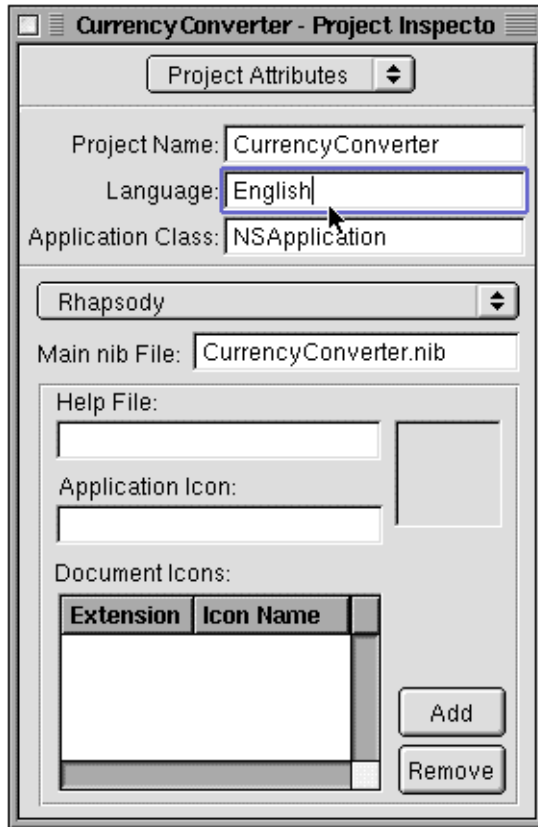 CurrencyConverter - Project Inspecto
Project Attributes
Project Name: CurrencyConverter
Language: English
Application Class: NSApplication
Rhapsody
Main nib File: CurrencyConverter.nib
Help File:
Application Icon:
Document Icons:
Extension Icon Name
Add
Remove